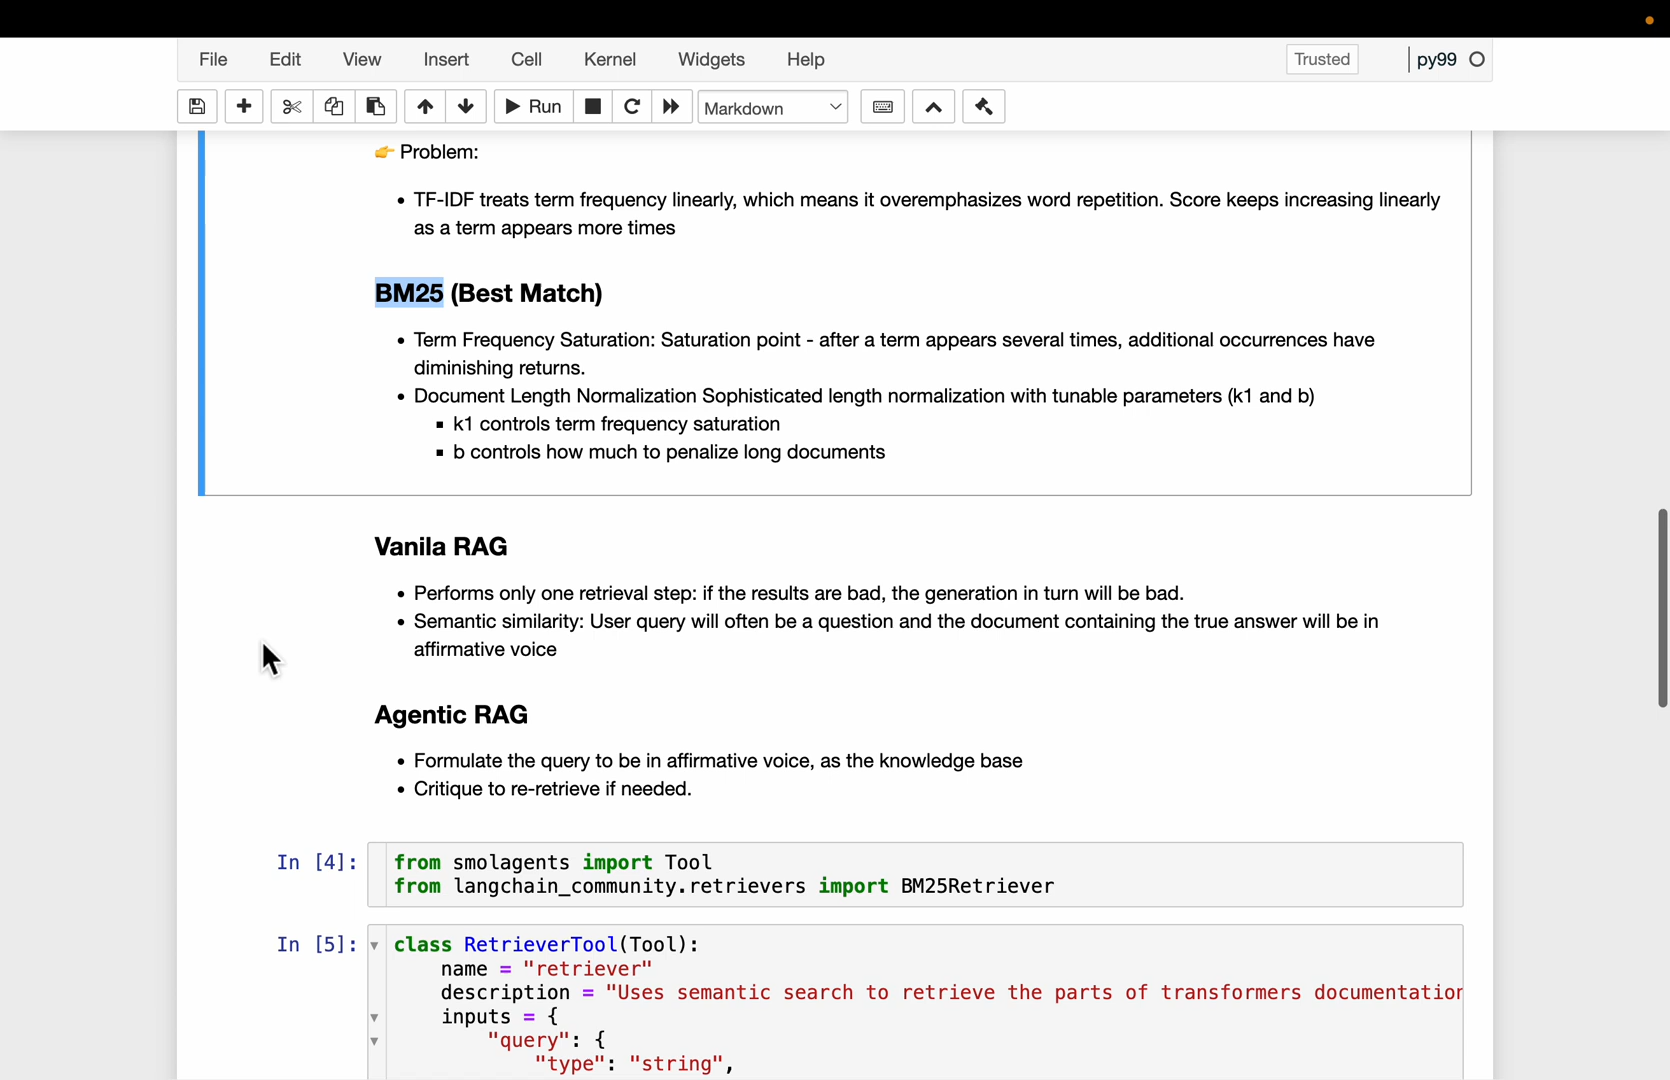 File Edit View Insert Cell Kernel Widgets Help Trusted py99
Run Markdown
Problem:
TF-IDF treats term frequency linearly, which means it overemphasizes word repetition. Score keeps increasing linearly
as a term appears more times
BM25 (Best Match)
Term Frequency Saturation: Saturation point - after a term appears several times, additional occurrences have
diminishing returns.
Document Length Normalization Sophisticated length normalization with tunable parameters (k1 and b)
k1 controls term frequency saturation
b controls how much to penalize long documents
Vanila RAG
Performs only one retrieval step: if the results are bad, the generation in turn will be bad.
Semantic similarity: User query will often be a question and the document containing the true answer will be in
affirmative voice
Agentic RAG
Formulate the query to be in affirmative voice, as the knowledge base
Critique to re-retrieve if needed.
In [4]: from smolagents import Tool
from langchain_community.retrievers import BM25Retriever
In [5]: class RetrieverTool(Tool):
name = "retriever"
description = "Uses semantic search to retrieve the parts of transformers documentation
inputs = {
"query": {
"type": "string",